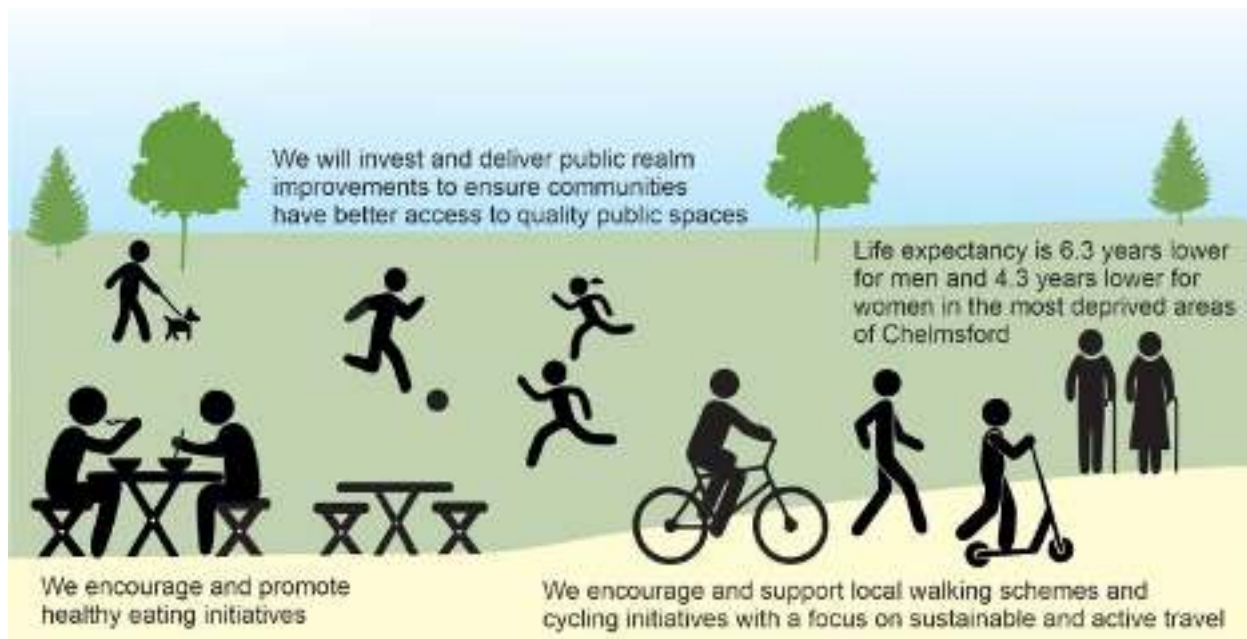 We will invest and deliver public realm
improvements to ensure communities
have better access to quality public spaces
Life expectancy is 6.3 years lower
for men and 4.3 years lower for
women in the most deprived areas
of Chelmsford
We encourage and promote
healthy eating initiatives
We encourage and support local walking schemes and
cycling initiatives with a focus on sustainable and active travel